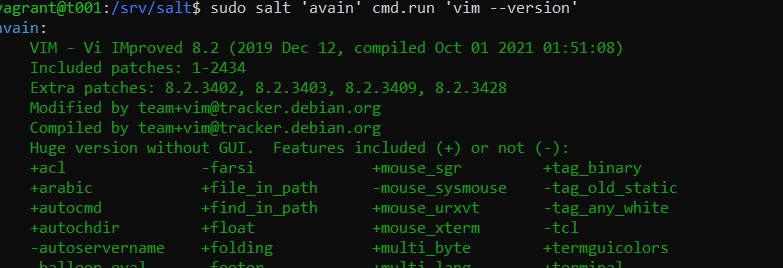 vagrant@t001:/srv/salt$ sudo salt 'avain' cmd.run 'vim --version'
avain:
    VIM - Vi IMproved 8.2 (2019 Dec 12, compiled Oct 01 2021 01:51:08)
    Included patches: 1-2434
    Extra patches: 8.2.3402, 8.2.3403, 8.2.3409, 8.2.3428
    Modified by team+vim@tracker.debian.org
    Compiled by team+vim@tracker.debian.org
    Huge version without GUI.  Features included (+) or not (-):
    +acl               -farsi             +mouse_sgr         +tag_binary
    +arabic            +file_in_path      -mouse_sysmouse    -tag_old_static
    +autocmd           +find_in_path      +mouse_urxvt       -tag_any_white
    +autochdir         +float             +mouse_xterm       -tcl
    -autoservername    +folding           +multi_byte        +termguicolors
    -balloon_eval      -footer            +multi_lang        +terminal